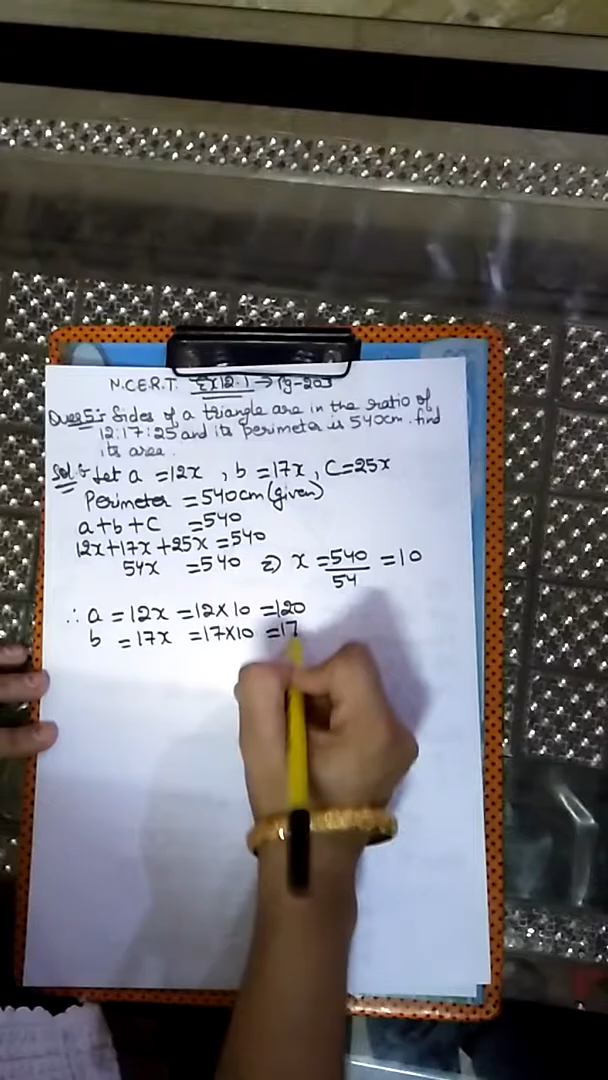 N.C.E.R.T. Ex12.1 → Pg-203
Ques5:- Sides of a triangle are in the ratio of
12:17:25 and its perimeter is 540cm. find
its area.
Sol:- Let a =12x , b =17x , C=25x
Perimeter =540cm (given)
a+b+C =540
12x+17x+25x =540
54x =540 ⇒ x =540/54 =10
∴ a =12x =12×10 =120
b =17x =17×10 =17